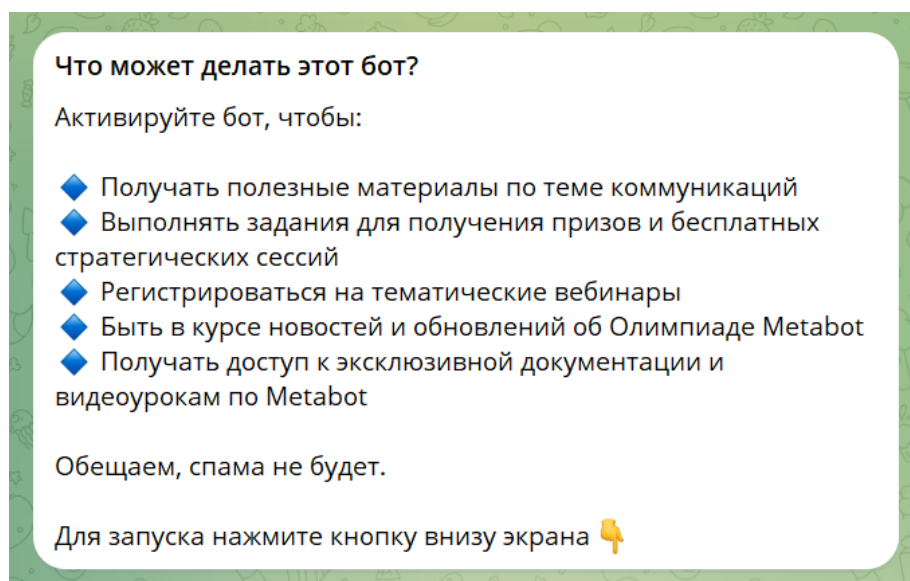 Что может делать этот бот?
Активируйте бот, чтобы:
🔷 Получать полезные материалы по теме коммуникаций
🔷 Выполнять задания для получения призов и бесплатных
стратегических сессий
🔷 Регистрироваться на тематические вебинары
🔷 Быть в курсе новостей и обновлений об Олимпиаде Metabot
🔷 Получать доступ к эксклюзивной документации и
видеоурокам по Metabot
Обещаем, спама не будет.
Для запуска нажмите кнопку внизу экрана 👇